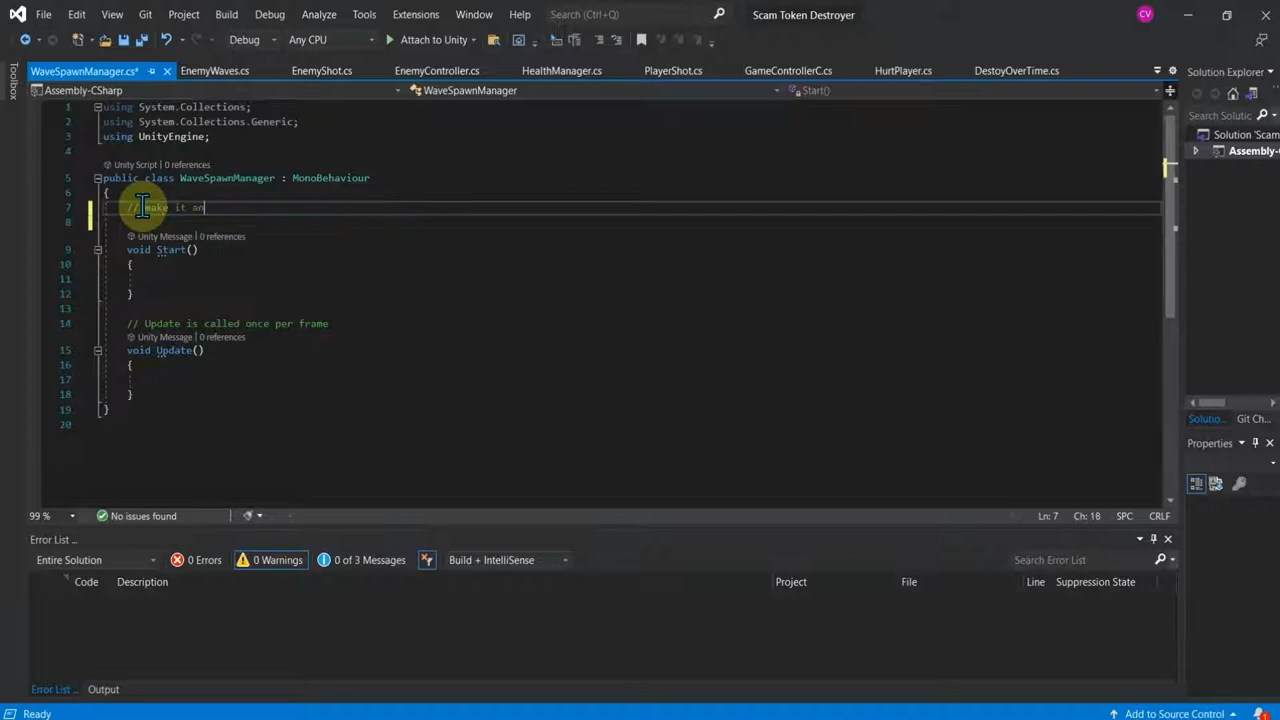 File Edit View Git Project Build Debug Analyze Tools Extensions Window Help Search (Ctrl+Q) Scam Token Destroyer CV
Debug Any CPU Attach to Unity
WaveSpawnManager.cs* EnemyWaves.cs EnemyShot.cs EnemyController.cs HealthManager.cs PlayerShot.cs GameControllerC.cs HurtPlayer.cs DestoyOverTime.cs Solution Explorer
Toolbox
Assembly-CSharp WaveSpawnManager Start()
1 using System.Collections;
2 using System.Collections.Generic;
3 using UnityEngine;
4
Unity Script | 0 references
5 public class WaveSpawnManager : MonoBehaviour
6 {
7 // make it an
8
Unity Message | 0 references
9 void Start()
10 {
11
12 }
13
14 // Update is called once per frame
Unity Message | 0 references
15 void Update()
16 {
17
18 }
19 }
20
Search Solutic
Solution 'Scam
Assembly-C
Solutio... Git Ch...
Properties
99 % No issues found Ln: 7 Ch: 18 SPC CRLF
Error List ...
Entire Solution 0 Errors 0 Warnings 0 of 3 Messages Build + IntelliSense Search Error List
Code Description Project File Line Suppression State
Error List ... Output
Ready Add to Source Control